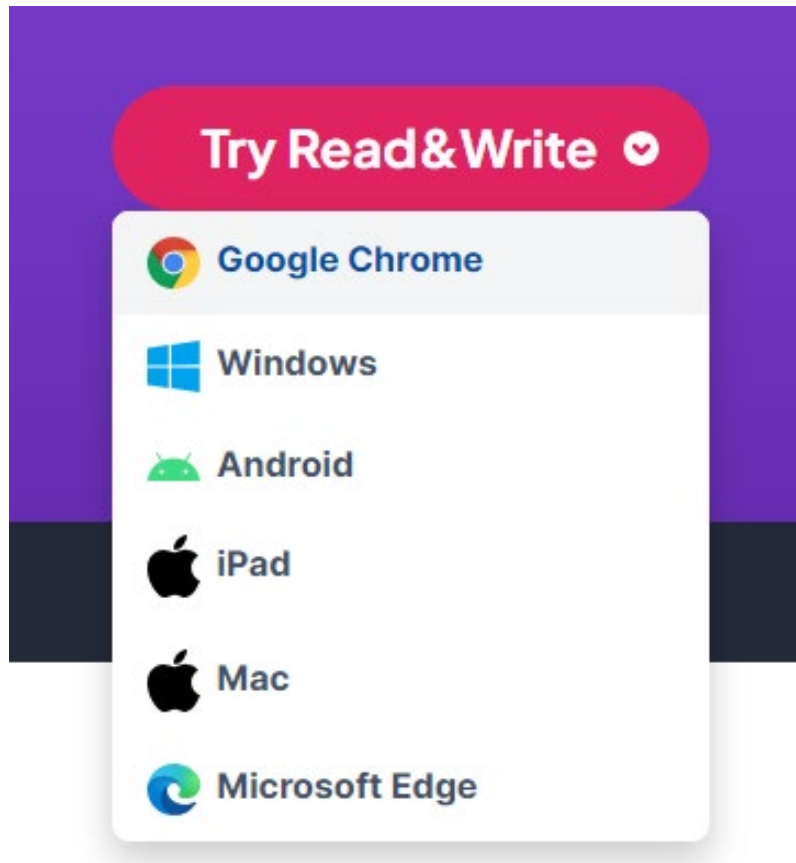 Try Read&Write
Google Chrome
Windows
Android
iPad
Mac
Microsoft Edge